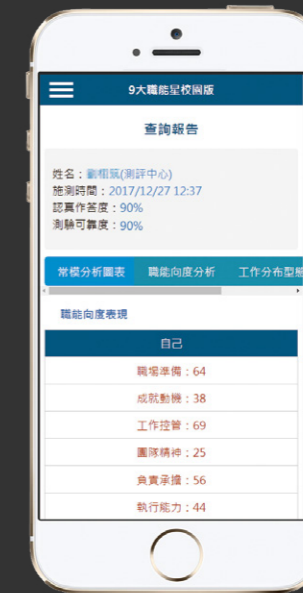 9大職能星校園版
查詢報告
姓名：劉栩筑(測評中心)
施測時間：2017/12/27 12:37
認真作答度：90%
測驗可靠度：90%
常模分析圖表 職能向度分析 工作分布型態
職能向度表現
自己
職場準備：64
成就動機：38
工作控管：69
團隊精神：25
負責承擔：56
執行能力：44